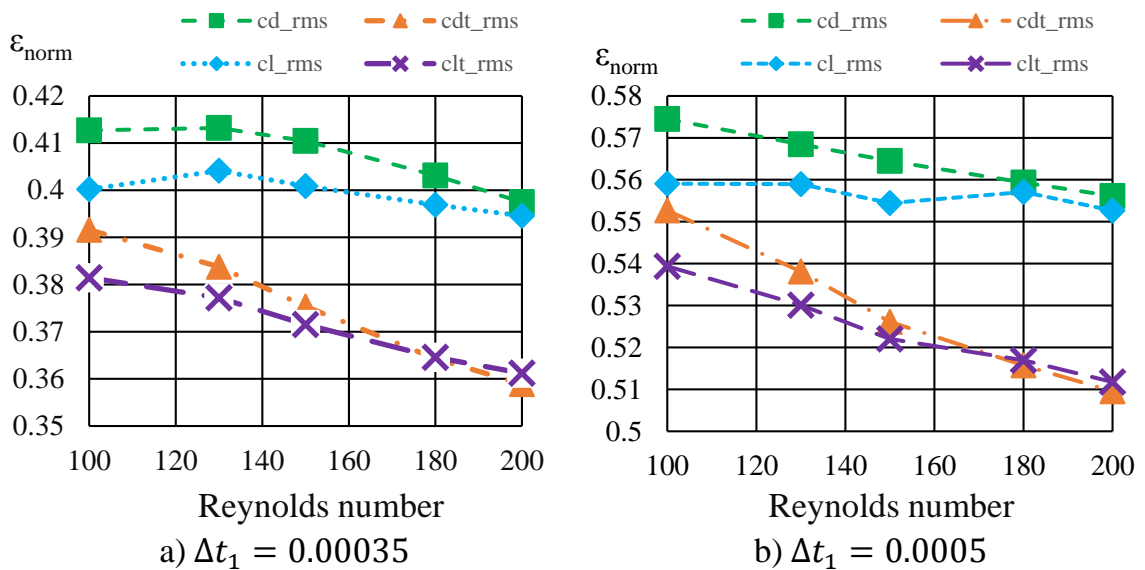 cd_rms cdt_rms
cl_rms clt_rms
εnorm
0.42
0.41
0.4
0.39
0.38
0.37
0.36
0.35
100 120 140 160 180 200
Reynolds number
a) Δt₁ = 0.00035
cd_rms cdt_rms
cl_rms clt_rms
εnorm
0.58
0.57
0.56
0.55
0.54
0.53
0.52
0.51
0.5
100 120 140 160 180 200
Reynolds number
b) Δt₁ = 0.0005